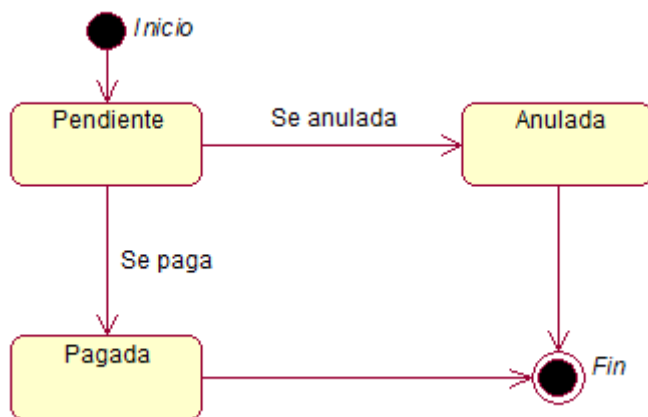 Inicio
Pendiente
Se anulada
Anulada
Se paga
Pagada
Fin